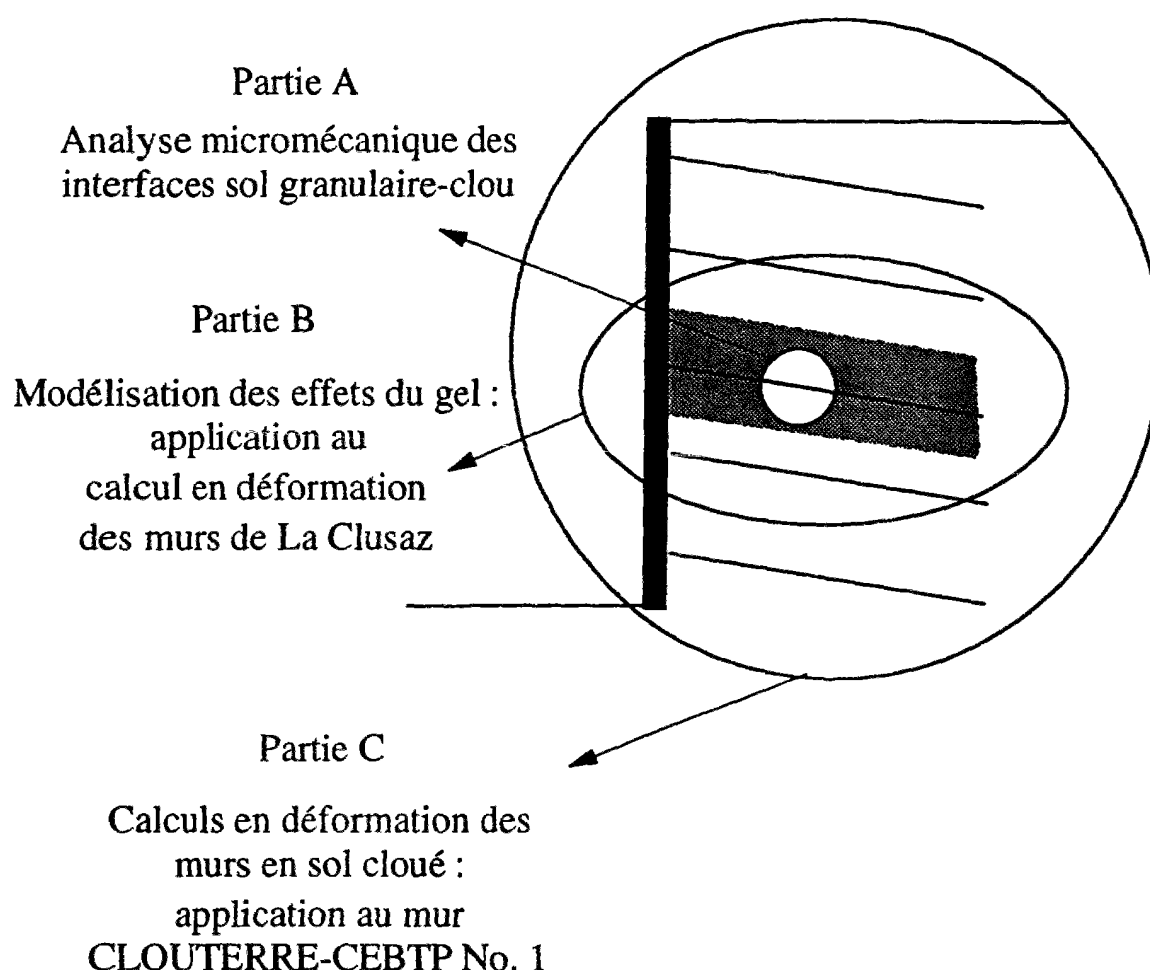 Partie A
Analyse micromécanique des
interfaces sol granulaire-clou
Partie B
Modélisation des effets du gel :
application au
calcul en déformation
des murs de La Clusaz
Partie C
Calculs en déformation des
murs en sol cloué :
application au mur
CLOUTERRE-CEBTP No. 1